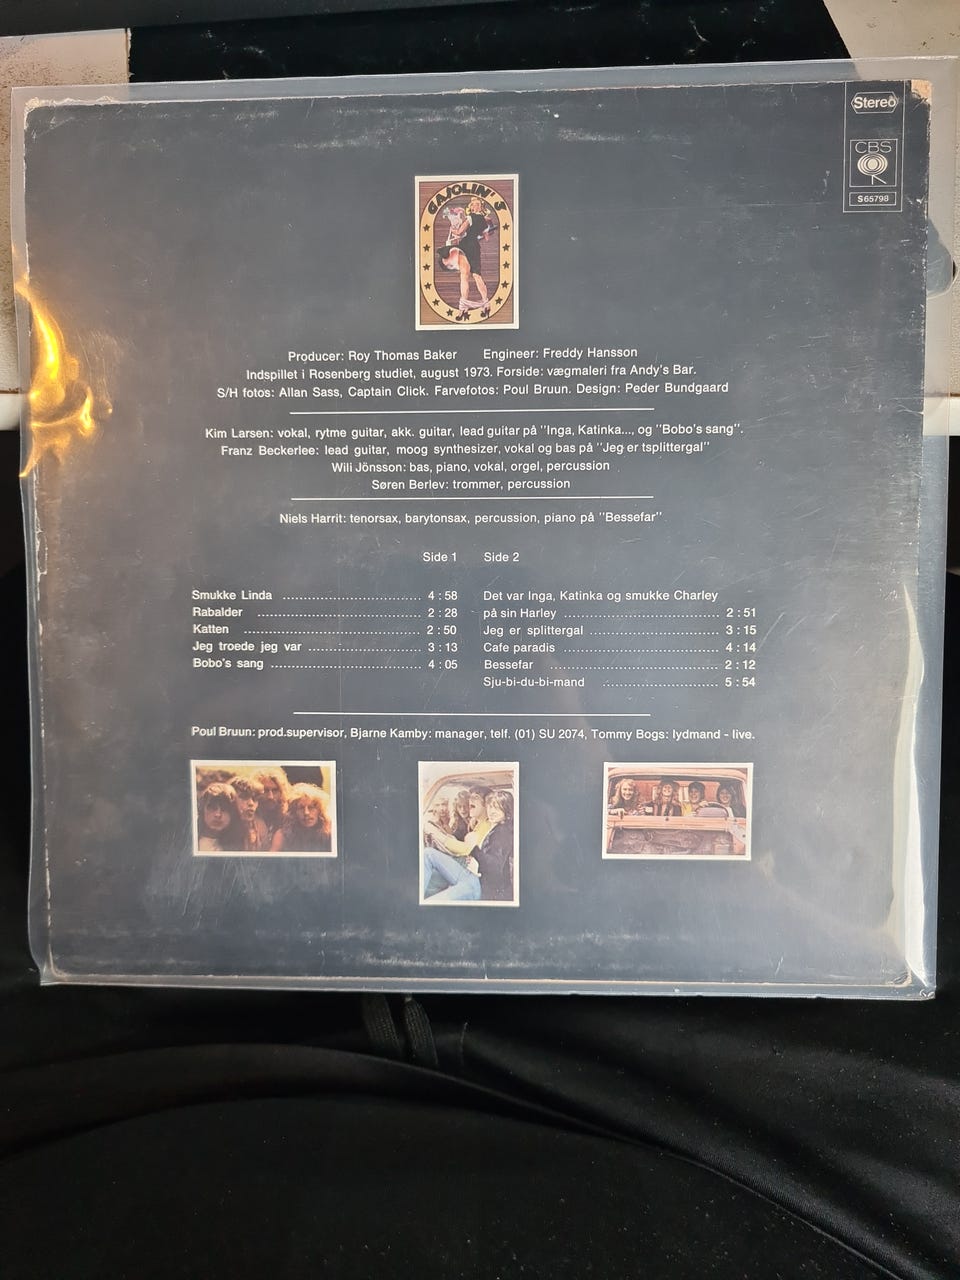 Stereo
CBS
S 65798
GASOLIN' 3
Producer: Roy Thomas Baker Engineer: Freddy Hansson
Indspillet i Rosenberg studiet, august 1973. Forside: vægmaleri fra Andy's Bar.
S/H fotos: Allan Sass, Captain Click. Farvefotos: Poul Bruun. Design: Peder Bundgaard
Kim Larsen: vokal, rytme guitar, akk. guitar, lead guitar på "Inga, Katinka..., og "Bobo's sang".
Franz Beckerlee: lead guitar, moog synthesizer, vokal og bas på "Jeg er tsplittergal"
Wili Jönsson: bas, piano, vokal, orgel, percussion
Søren Berlev: trommer, percussion
Niels Harrit: tenorsax, barytonsax, percussion, piano på "Bessefar"
Side 1
Smukke Linda 4:58
Rabalder 2:28
Katten 2:50
Jeg troede jeg var 3:13
Bobo's sang 4:05
Side 2
Det var Inga, Katinka og smukke Charley
på sin Harley 2:51
Jeg er splittergal 3:15
Cafe paradis 4:14
Bessefar 2:12
Sju-bi-du-bi-mand 5:54
Poul Bruun: prod.supervisor, Bjarne Kamby: manager, telf. (01) SU 2074, Tommy Bogs: lydmand - live.